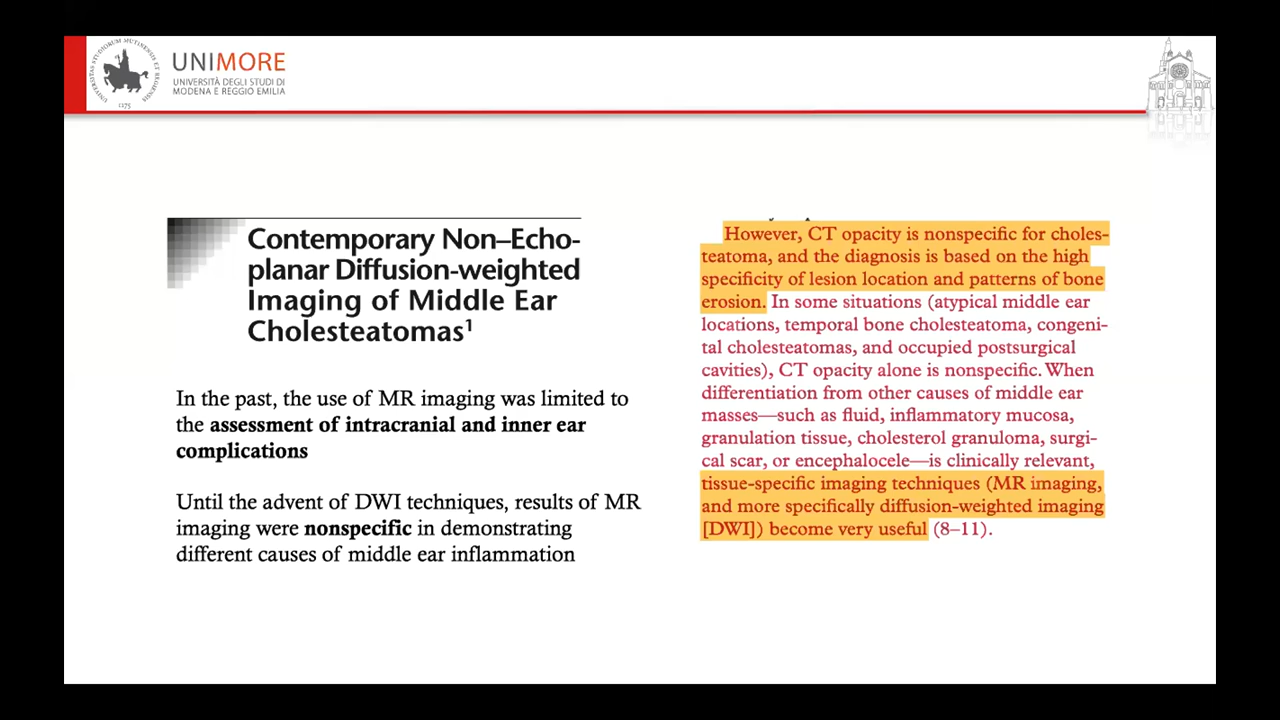 UNIMORE
UNIVERSITÀ DEGLI STUDI DI
MODENA E REGGIO EMILIA
1175
Contemporary Non–Echo-
planar Diffusion-weighted
Imaging of Middle Ear
Cholesteatomas¹
In the past, the use of MR imaging was limited to
the assessment of intracranial and inner ear
complications
Until the advent of DWI techniques, results of MR
imaging were nonspecific in demonstrating
different causes of middle ear inflammation
However, CT opacity is nonspecific for choles-
teatoma, and the diagnosis is based on the high
specificity of lesion location and patterns of bone
erosion. In some situations (atypical middle ear
locations, temporal bone cholesteatoma, congeni-
tal cholesteatomas, and occupied postsurgical
cavities), CT opacity alone is nonspecific. When
differentiation from other causes of middle ear
masses—such as fluid, inflammatory mucosa,
granulation tissue, cholesterol granuloma, surgi-
cal scar, or encephalocele—is clinically relevant,
tissue-specific imaging techniques (MR imaging,
and more specifically diffusion-weighted imaging
[DWI]) become very useful (8–11).